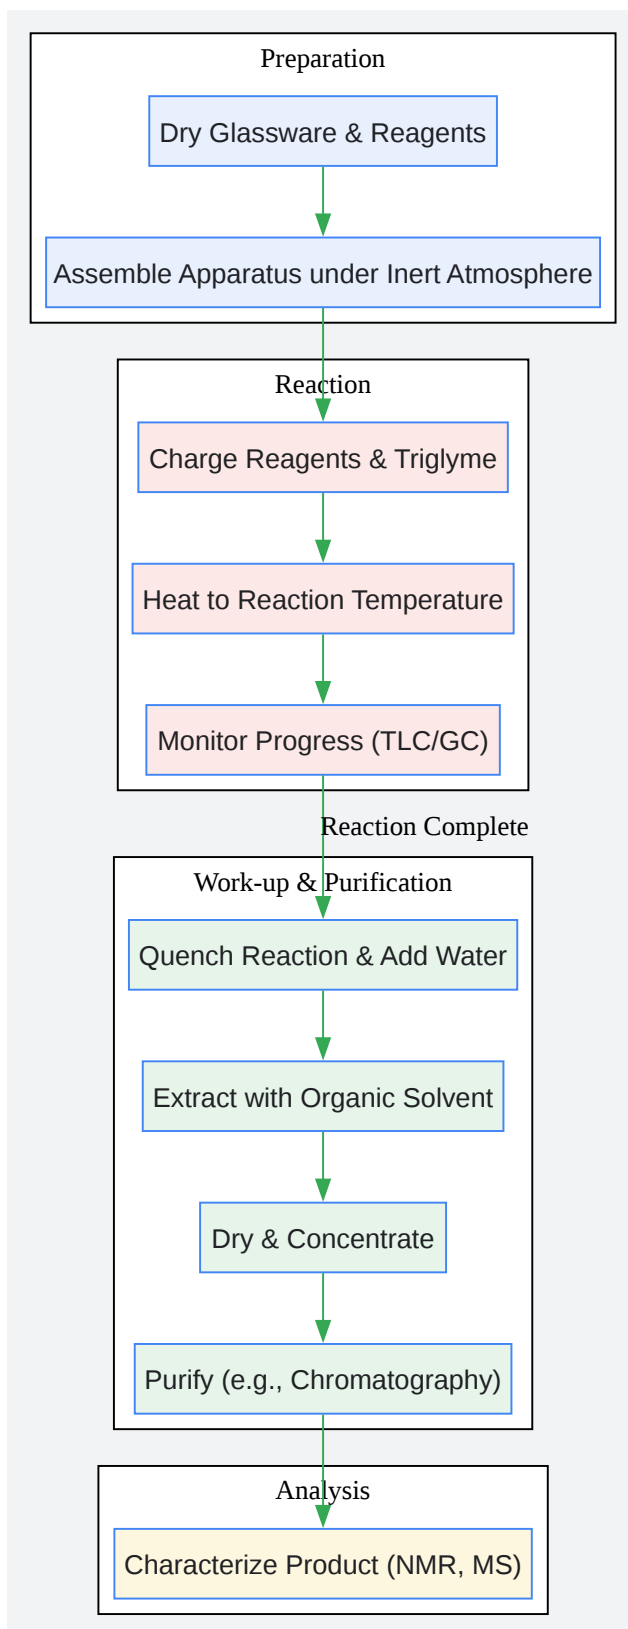 Preparation
Dry Glassware & Reagents
Assemble Apparatus under Inert Atmosphere
Reaction
Charge Reagents & Triglyme
Heat to Reaction Temperature
Monitor Progress (TLC/GC)
Reaction Complete
Work-up & Purification
Quench Reaction & Add Water
Extract with Organic Solvent
Dry & Concentrate
Purify (e.g., Chromatography)
Analysis
Characterize Product (NMR, MS)